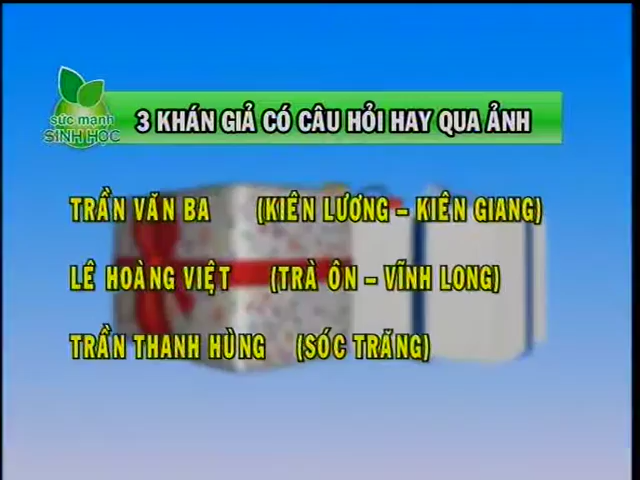 sức mạnh
SINH HỌC
3 KHÁN GIẢ CÓ CÂU HỎI HAY QUA ẢNH
TRẦN VĂN BA (KIÊN LƯƠNG – KIÊN GIANG)
LÊ HOÀNG VIỆT (TRÀ ÔN – VĨNH LONG)
TRẦN THANH HÙNG (SÓC TRĂNG)